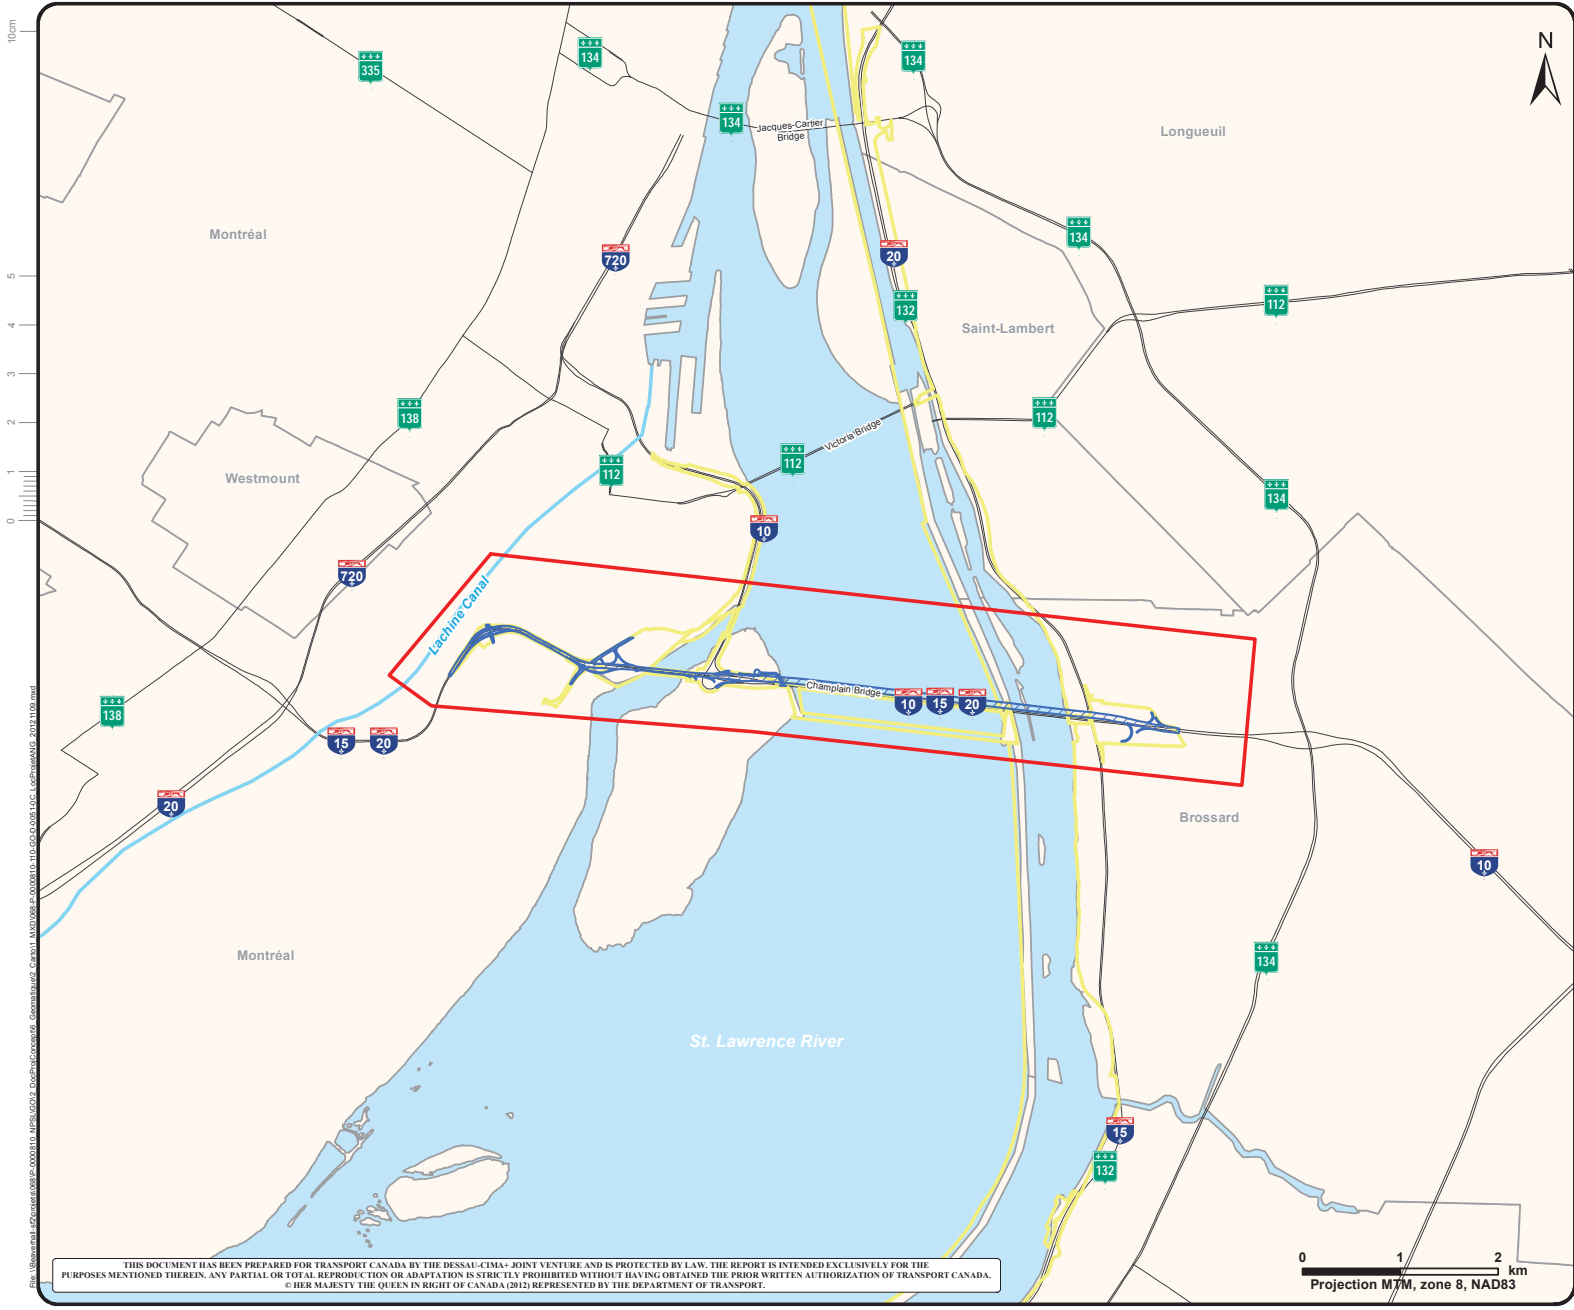 10cm
5
4
3
2
1
0
N
335
134
134
134
Jacques-Cartier
Bridge
Longueuil
Montréal
134
720
20
132
112
Saint-Lambert
138
112
Victoria Bridge
112
112
Westmount
134
10
720
Lachine Canal
Champlain Bridge
10
15
20
138
15
20
20
Brossard
10
Montréal
134
St. Lawrence River
15
132
THIS DOCUMENT HAS BEEN PREPARED FOR TRANSPORT CANADA BY THE DESSAU-CIMA+ JOINT VENTURE AND IS PROTECTED BY LAW. THE REPORT IS INTENDED EXCLUSIVELY FOR THE
PURPOSES MENTIONED THEREIN. ANY PARTIAL OR TOTAL REPRODUCTION OR ADAPTATION IS STRICTLY PROHIBITED WITHOUT HAVING OBTAINED THE PRIOR WRITTEN AUTHORIZATION OF TRANSPORT CANADA.
© HER MAJESTY THE QUEEN IN RIGHT OF CANADA (2012) REPRESENTED BY THE DEPARTMENT OF TRANSPORT.
0 1 2
km
Projection MTM, zone 8, NAD83